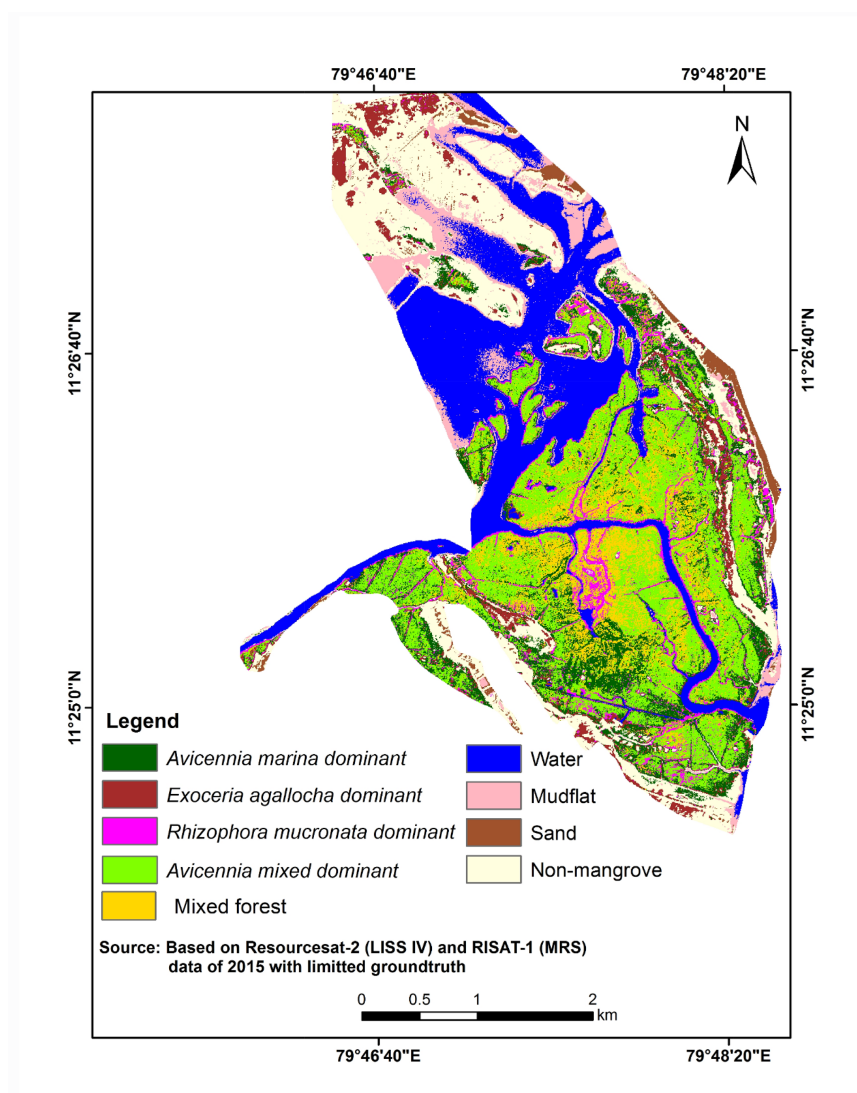 79°46'40"E
79°48'20"E
N
11°26'40"N
11°26'40"N
11°25'0"N
11°25'0"N
Legend
Avicennia marina dominant
Exoceria agallocha dominant
Rhizophora mucronata dominant
Avicennia mixed dominant
Mixed forest
Water
Mudflat
Sand
Non-mangrove
Source: Based on Resourcesat-2 (LISS IV) and RISAT-1 (MRS)
data of 2015 with limitted groundtruth
0 0.5 1 2
km
79°46'40"E
79°48'20"E